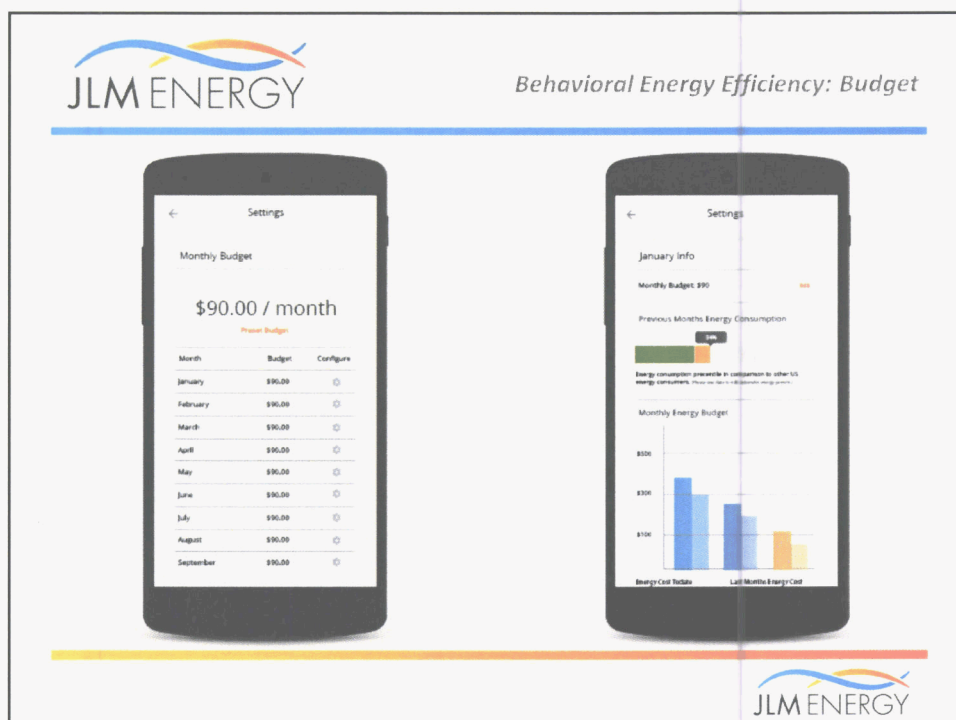 JLM ENERGY
Behavioral Energy Efficiency: Budget
Settings
Monthly Budget
$90.00 / month
Preset Budget
Month Budget Configure
January $90.00
February $90.00
March $90.00
April $90.00
May $90.00
June $90.00
July $90.00
August $90.00
September $90.00
Settings
January Info
Monthly Budget: $90
Previous Months Energy Consumption
Energy consumption percentile in comparison to other US
energy consumers.
Monthly Energy Budget
$500
$300
$100
Energy Cost Todate Last Months Energy Cost
JLM ENERGY